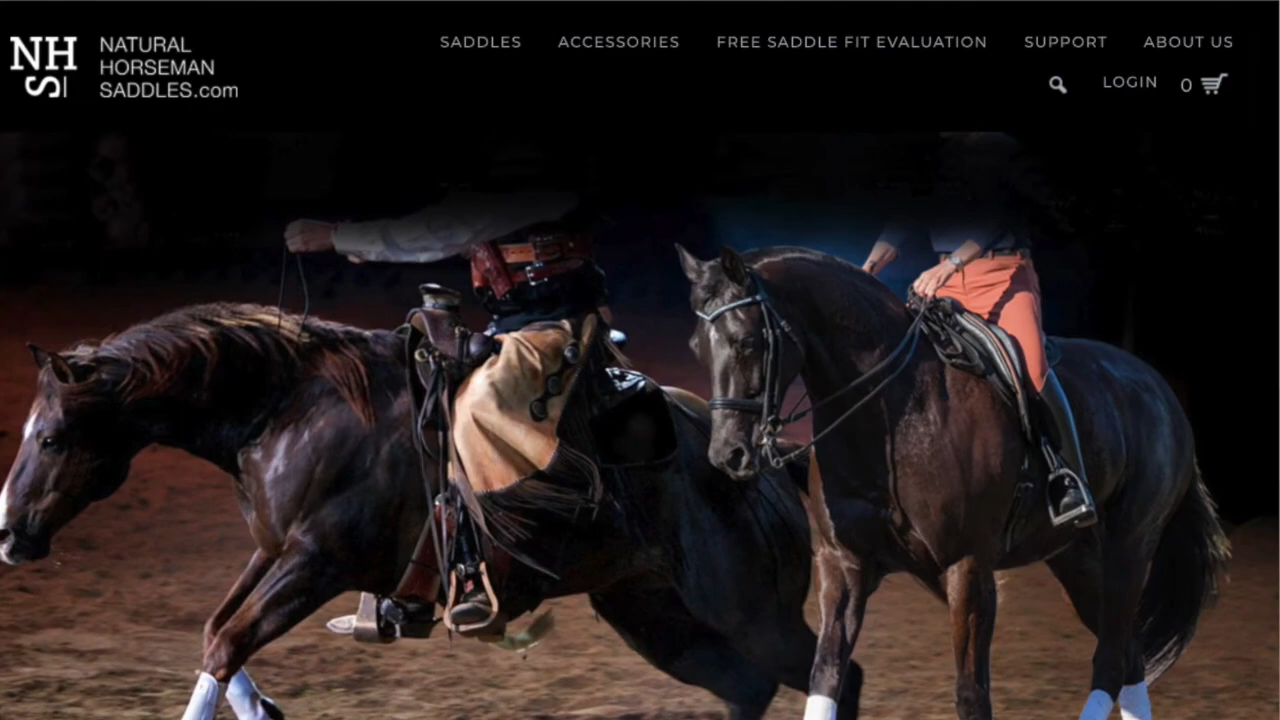 NH
S
NATURAL
HORSEMAN
SADDLES.com
SADDLES ACCESSORIES FREE SADDLE FIT EVALUATION SUPPORT ABOUT US
LOGIN 0